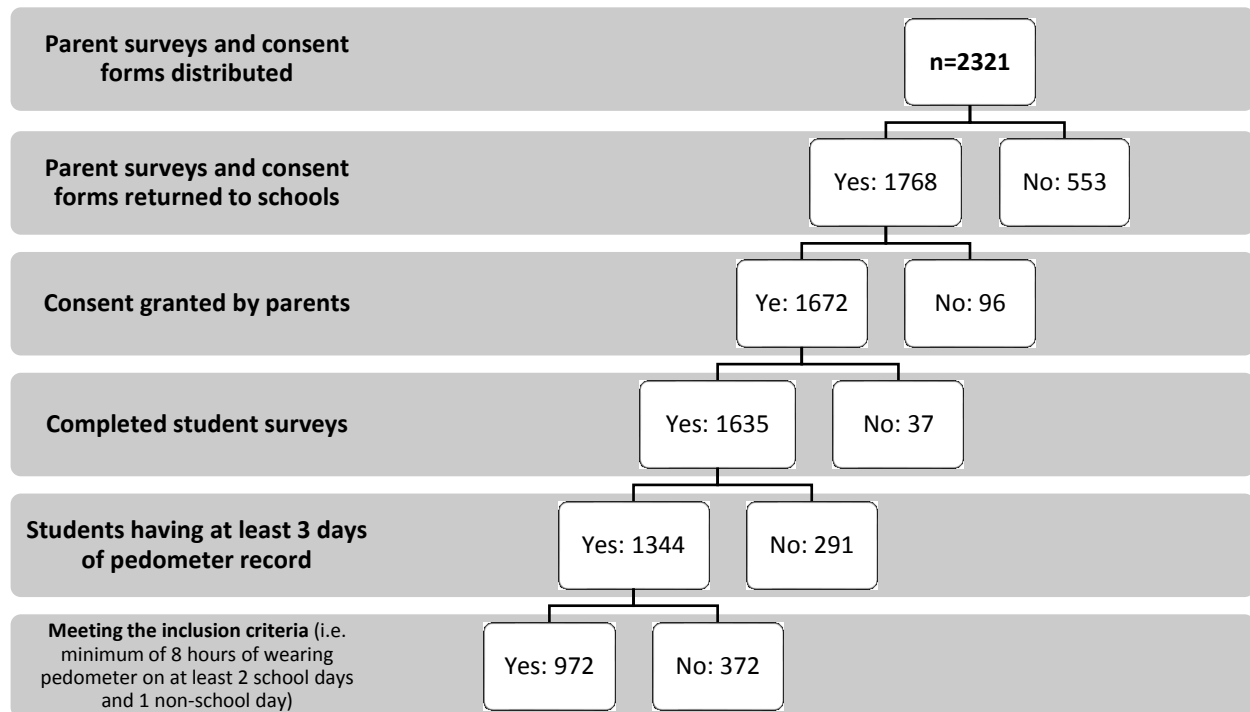 Parent surveys and consent
forms distributed
n=2321
Parent surveys and consent
forms returned to schools
Yes: 1768
No: 553
Consent granted by parents
Ye: 1672
No: 96
Completed student surveys
Yes: 1635
No: 37
Students having at least 3 days
of pedometer record
Yes: 1344
No: 291
Meeting the inclusion criteria (i.e.
minimum of 8 hours of wearing
pedometer on at least 2 school days
and 1 non-school day)
Yes: 972
No: 372